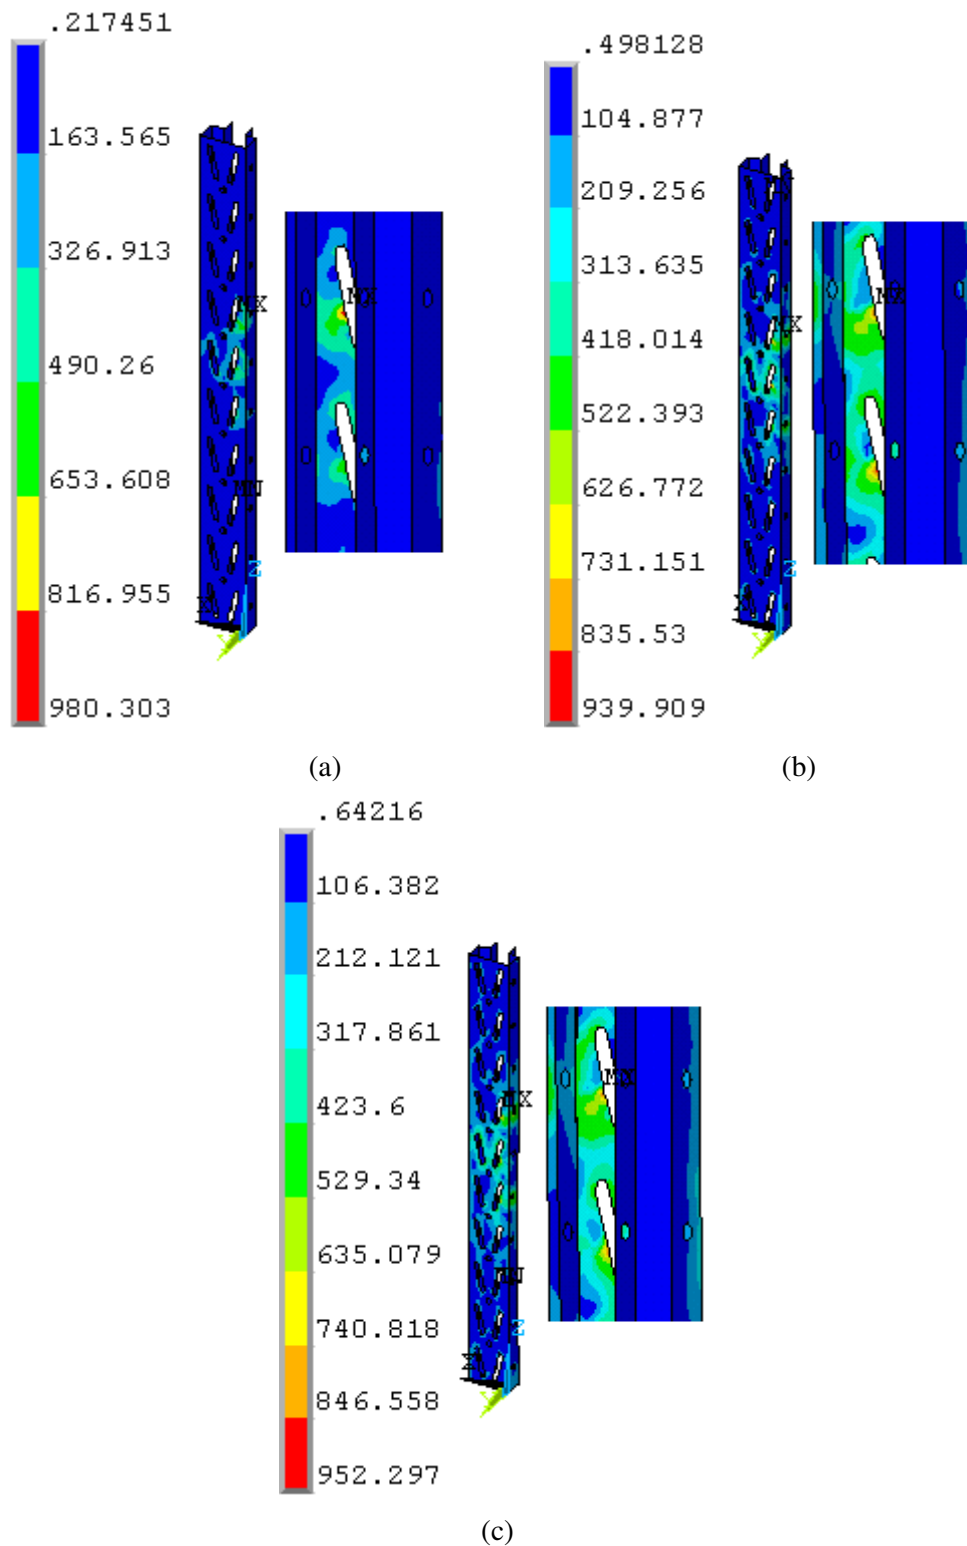 .217451
163.565
326.913
490.26
653.608
816.955
980.303
MX
MX
Z
(a)
.498128
104.877
209.256
313.635
418.014
522.393
626.772
731.151
835.53
939.909
MX
MX
Z
(b)
.64216
106.382
212.121
317.861
423.6
529.34
635.079
740.818
846.558
952.297
MX
MX
MN
Z
(c)